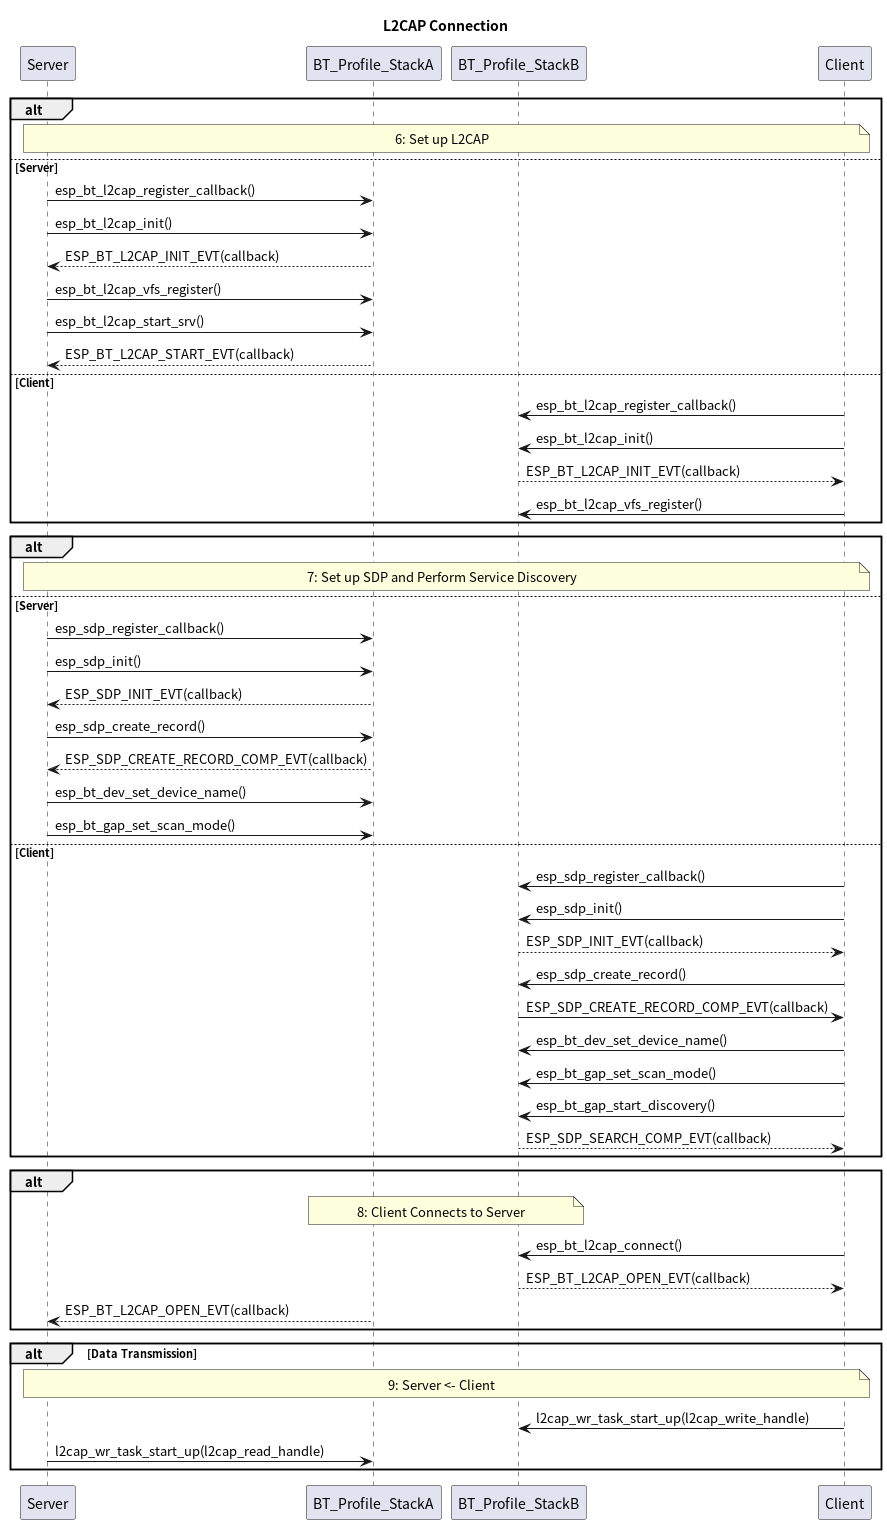 L2CAP Connection
Server
BT_Profile_StackA
BT_Profile_StackB
Client
alt
6: Set up L2CAP
[Server]
esp_bt_l2cap_register_callback()
esp_bt_l2cap_init()
ESP_BT_L2CAP_INIT_EVT(callback)
esp_bt_l2cap_vfs_register()
esp_bt_l2cap_start_srv()
ESP_BT_L2CAP_START_EVT(callback)
[Client]
esp_bt_l2cap_register_callback()
esp_bt_l2cap_init()
ESP_BT_L2CAP_INIT_EVT(callback)
esp_bt_l2cap_vfs_register()
alt
7: Set up SDP and Perform Service Discovery
[Server]
esp_sdp_register_callback()
esp_sdp_init()
ESP_SDP_INIT_EVT(callback)
esp_sdp_create_record()
ESP_SDP_CREATE_RECORD_COMP_EVT(callback)
esp_bt_dev_set_device_name()
esp_bt_gap_set_scan_mode()
[Client]
esp_sdp_register_callback()
esp_sdp_init()
ESP_SDP_INIT_EVT(callback)
esp_sdp_create_record()
ESP_SDP_CREATE_RECORD_COMP_EVT(callback)
esp_bt_dev_set_device_name()
esp_bt_gap_set_scan_mode()
esp_bt_gap_start_discovery()
ESP_SDP_SEARCH_COMP_EVT(callback)
alt
8: Client Connects to Server
esp_bt_l2cap_connect()
ESP_BT_L2CAP_OPEN_EVT(callback)
ESP_BT_L2CAP_OPEN_EVT(callback)
alt [Data Transmission]
9: Server <- Client
l2cap_wr_task_start_up(l2cap_write_handle)
l2cap_wr_task_start_up(l2cap_read_handle)
Server
BT_Profile_StackA
BT_Profile_StackB
Client